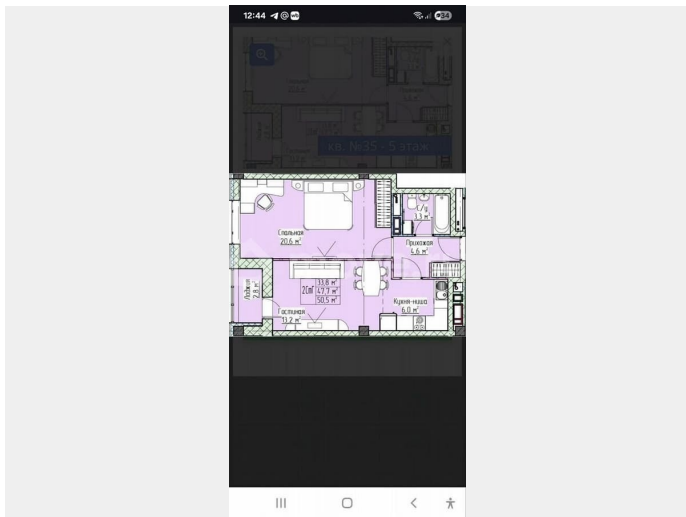 12:44
34
кв. №35 - 5 этаж
Спальная
20,6 м²
С/у
3,3 м²
Прихожая
4,6 м²
Лоджия
2,8 м²
33,8 м²
47,7 м²
50,5 м²
Гостиная
13,2 м²
Кухня-ниша
6,0 м²